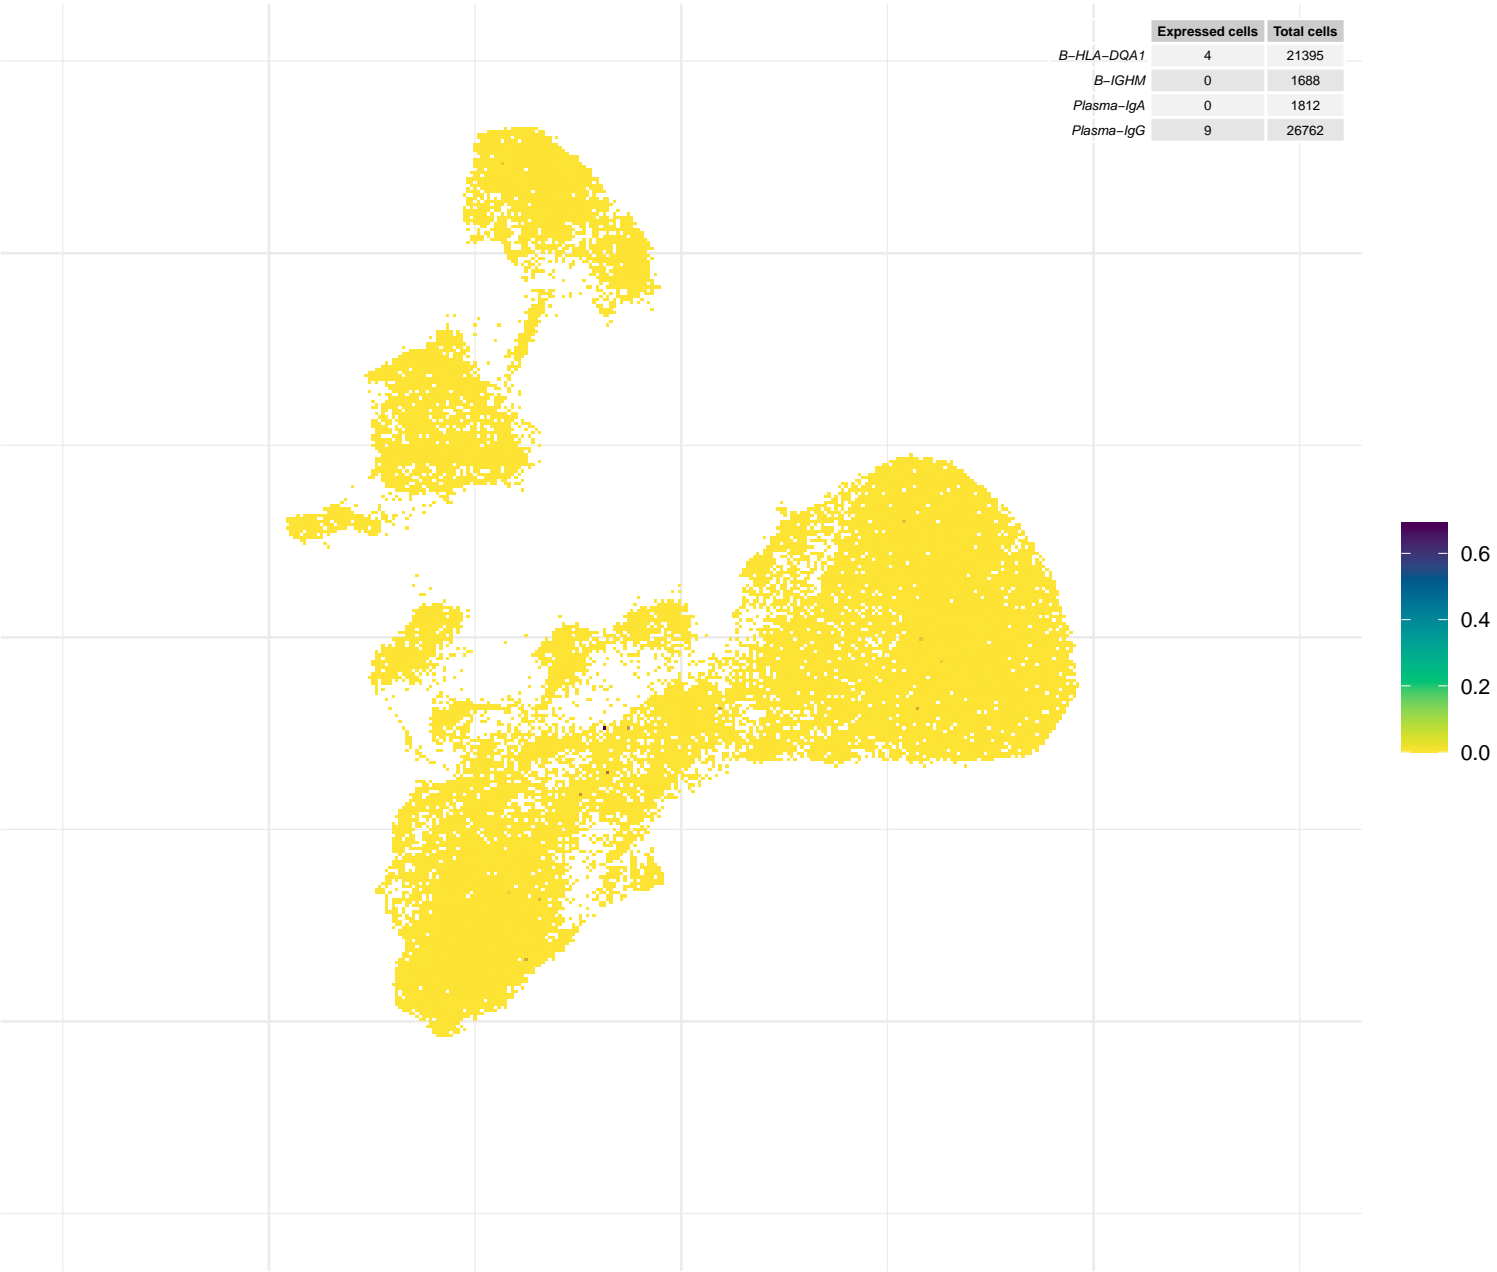 Expressed cells Total cells
B−HLA−DQA1 4 21395
B−IGHM 0 1688
Plasma−IgA 0 1812
Plasma−IgG 9 26762
0.6
0.4
0.2
0.0